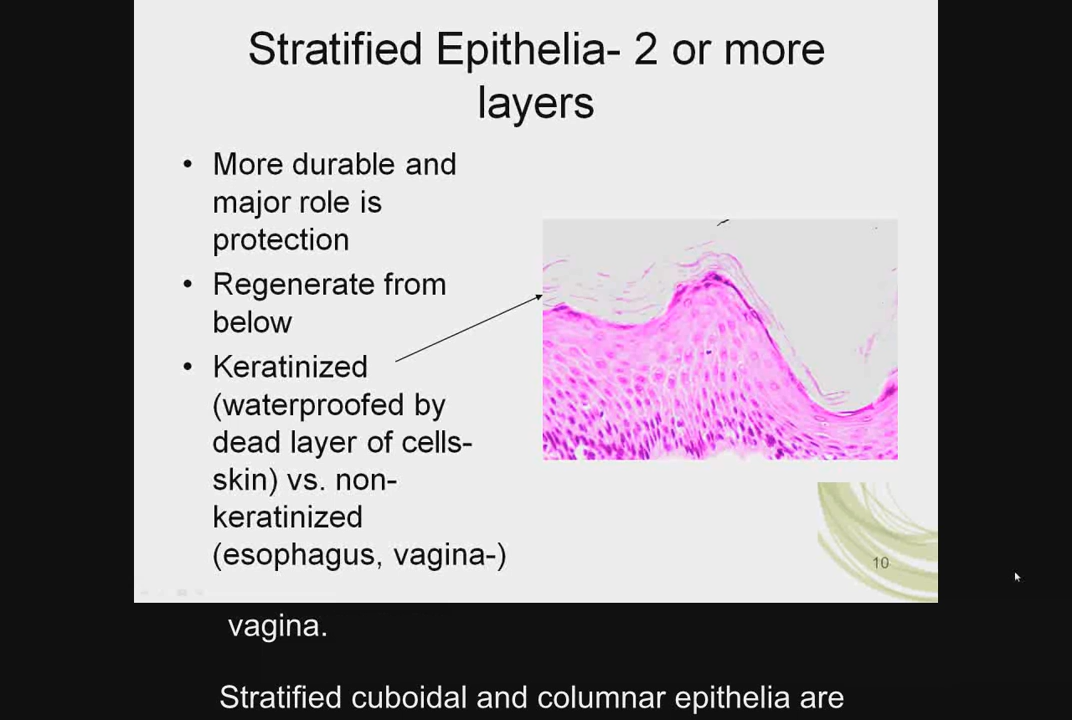 Stratified Epithelia- 2 or more
layers
• More durable and
major role is
protection
• Regenerate from
below
• Keratinized
(waterproofed by
dead layer of cells-
skin) vs. non-
keratinized
(esophagus, vagina-)
10
vagina.
Stratified cuboidal and columnar epithelia are